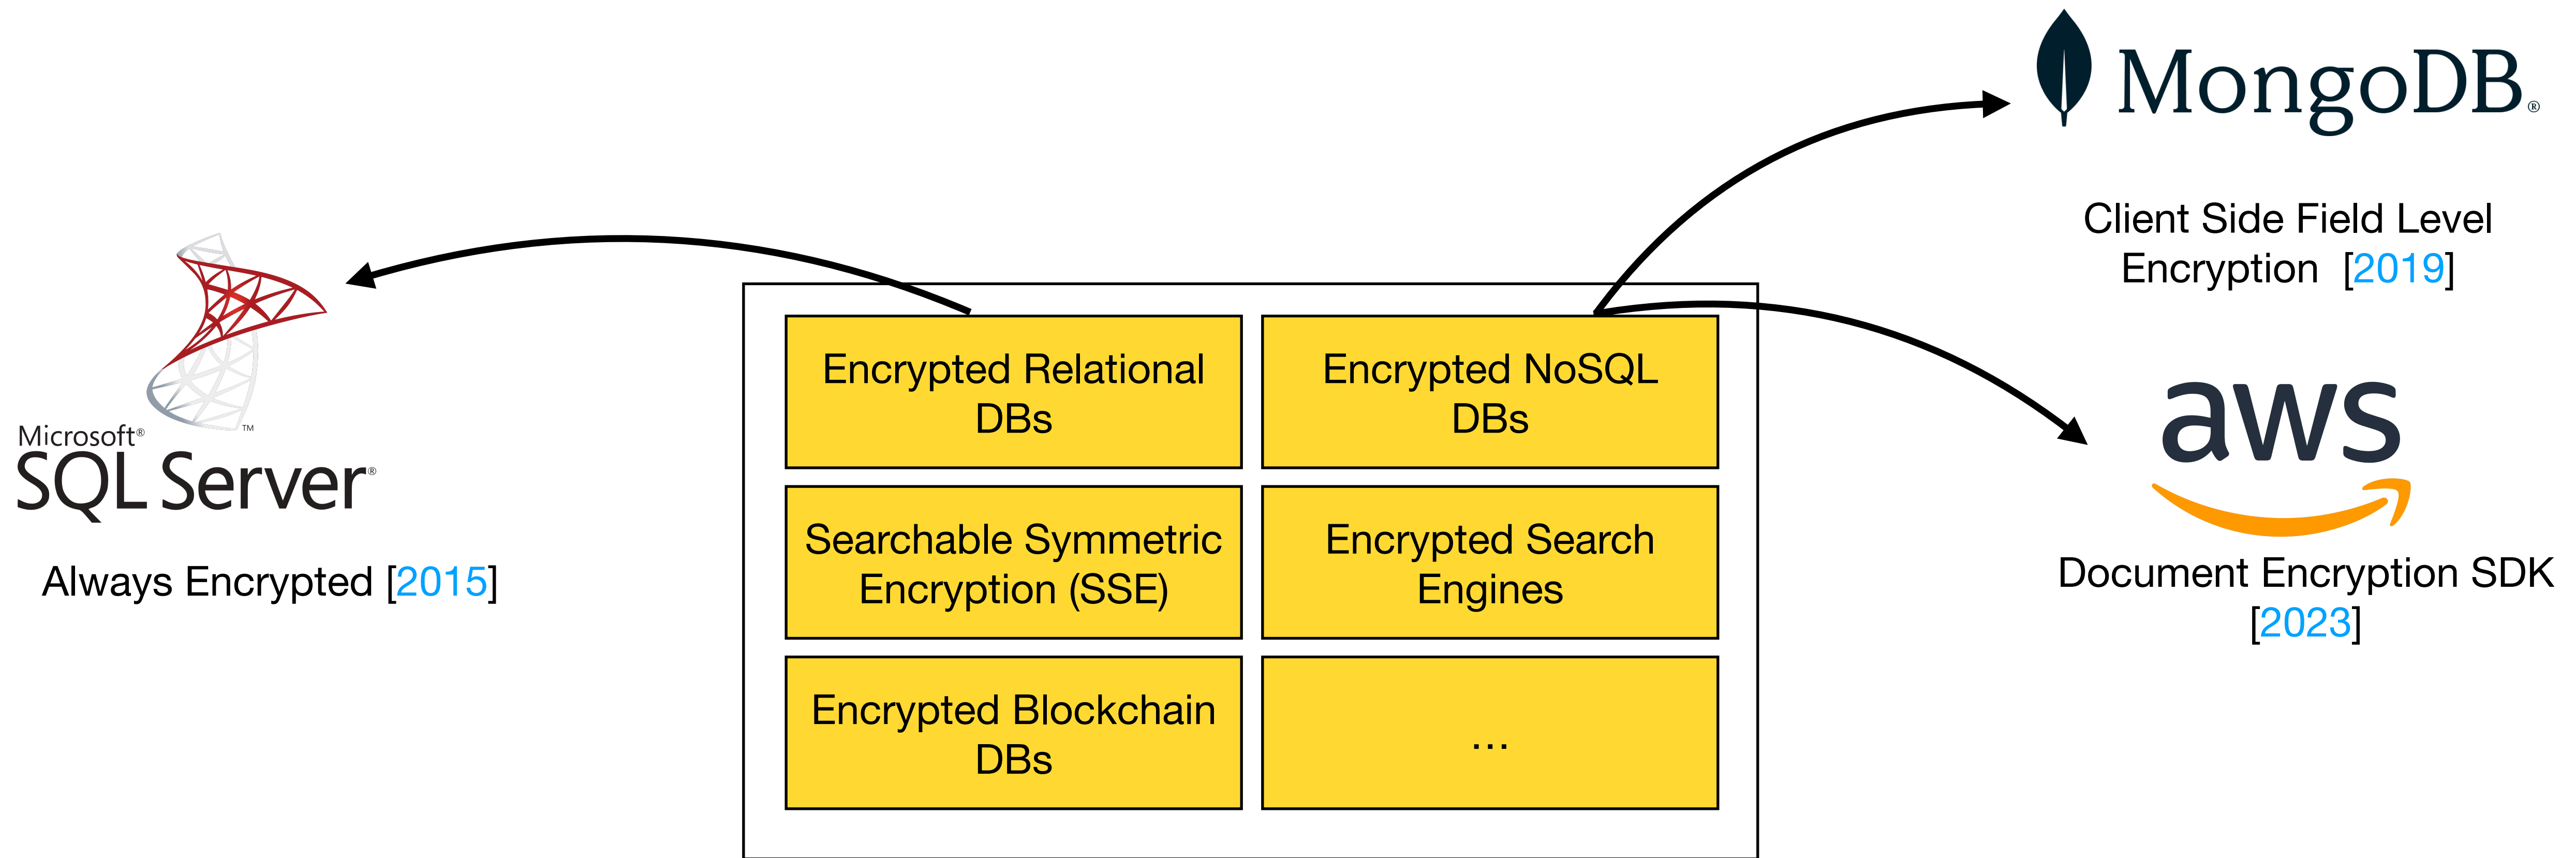 MongoDB®
Client Side Field Level
Encryption [2019]
Microsoft®
SQL Server®
™
Always Encrypted [2015]
Encrypted Relational
DBs
Encrypted NoSQL
DBs
Searchable Symmetric
Encryption (SSE)
Encrypted Search
Engines
Encrypted Blockchain
DBs
...
aws
Document Encryption SDK
[2023]